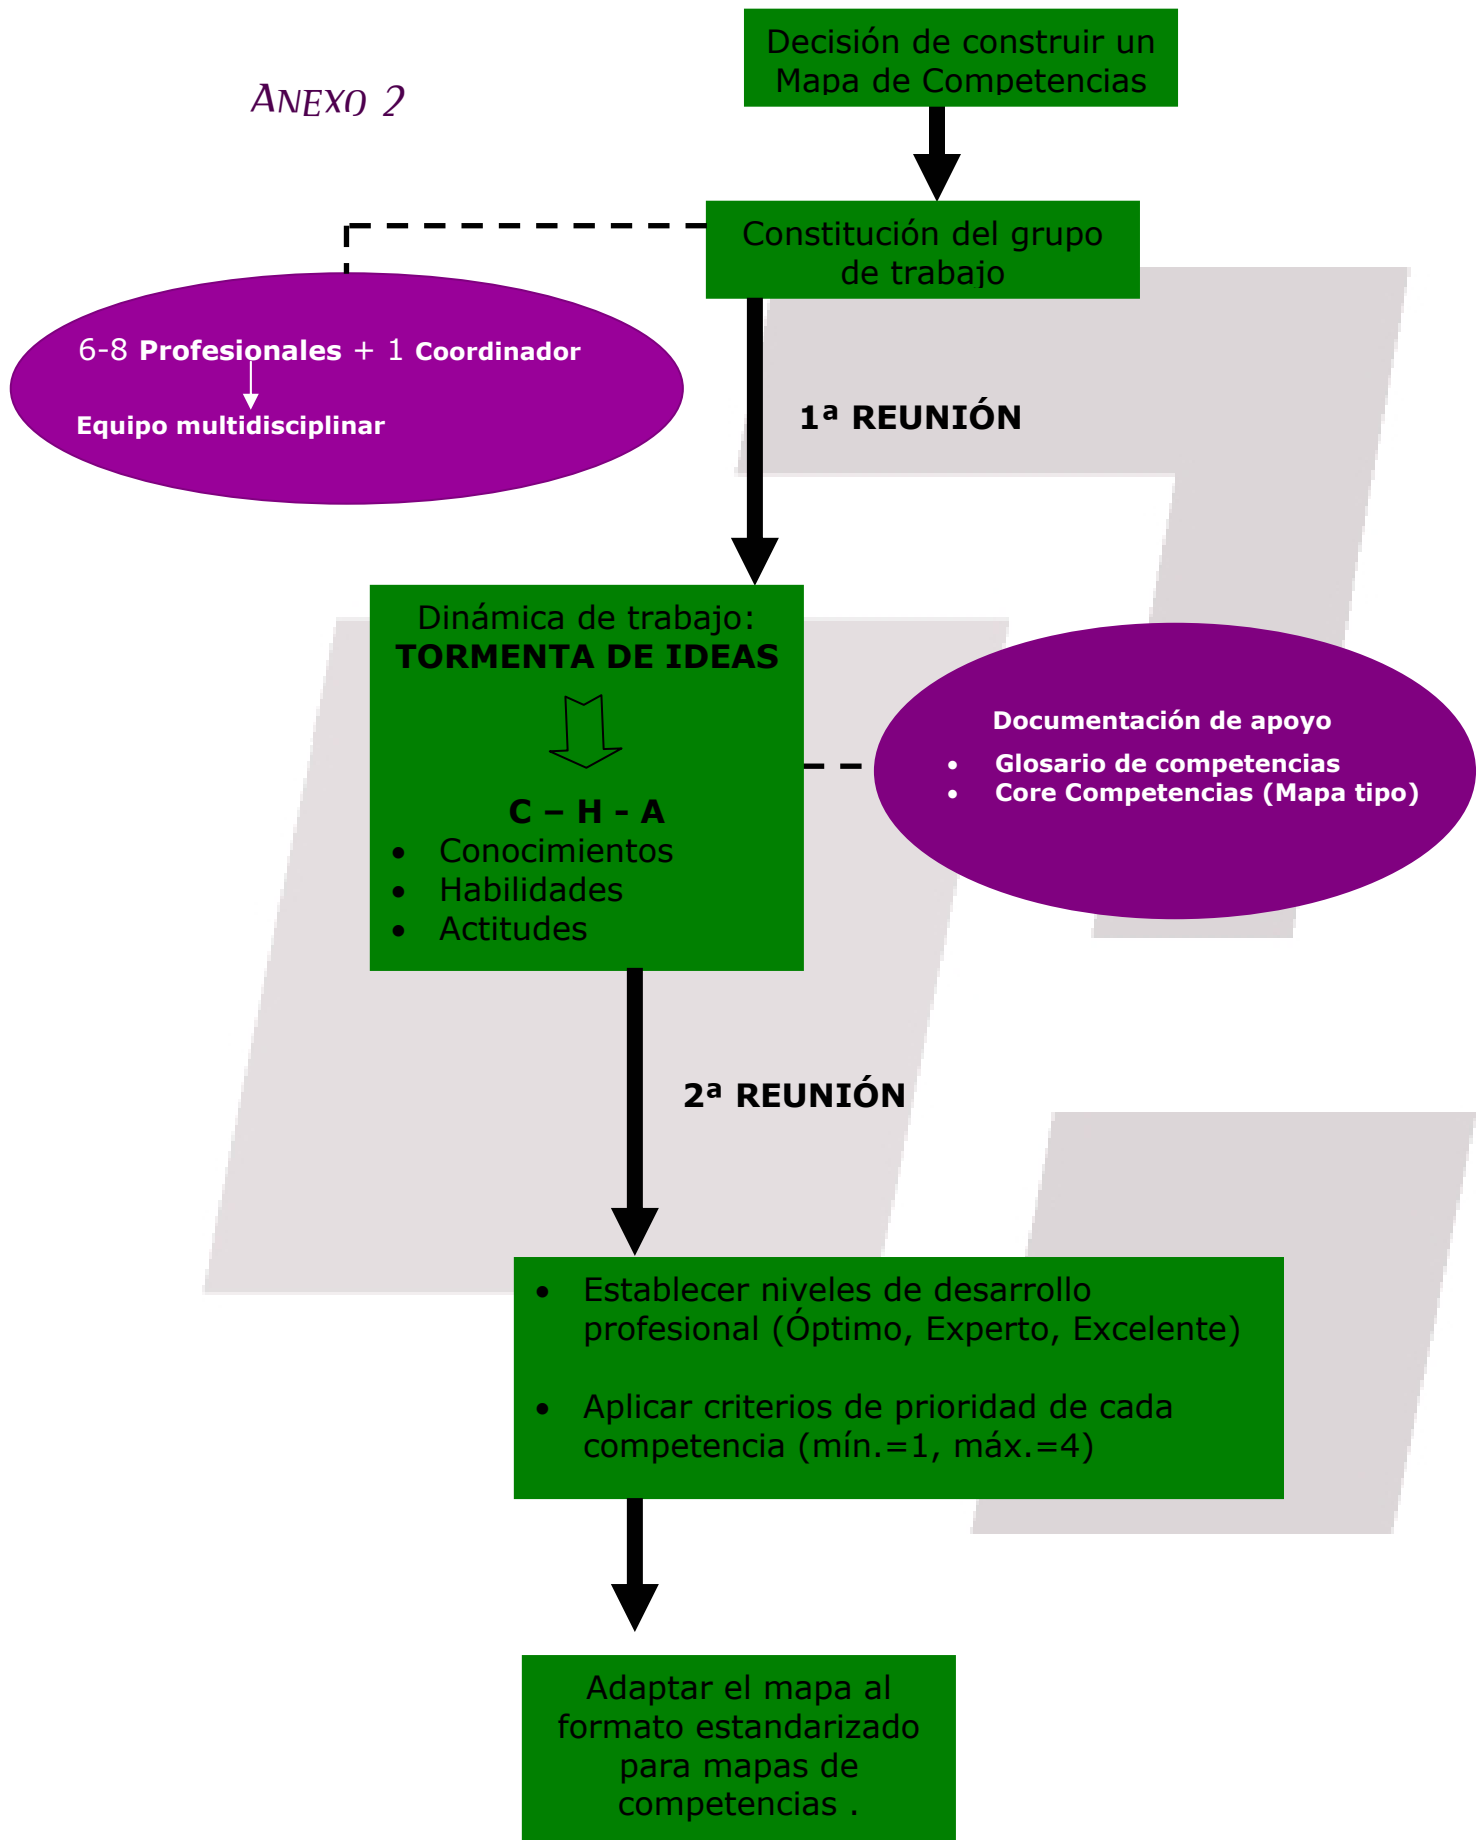 Decisión de construir un
Mapa de Competencias
ANEXO 2
Constitución del grupo
de trabajo
6-8 Profesionales + 1 Coordinador
Equipo multidisciplinar
1ª REUNIÓN
Dinámica de trabajo:
TORMENTA DE IDEAS
C – H – A
• Conocimientos
• Habilidades
• Actitudes
Documentación de apoyo
• Glosario de competencias
• Core Competencias (Mapa tipo)
2ª REUNIÓN
• Establecer niveles de desarrollo
profesional (Óptimo, Experto, Excelente)
• Aplicar criterios de prioridad de cada
competencia (mín.=1, máx.=4)
Adaptar el mapa al
formato estandarizado
para mapas de
competencias .